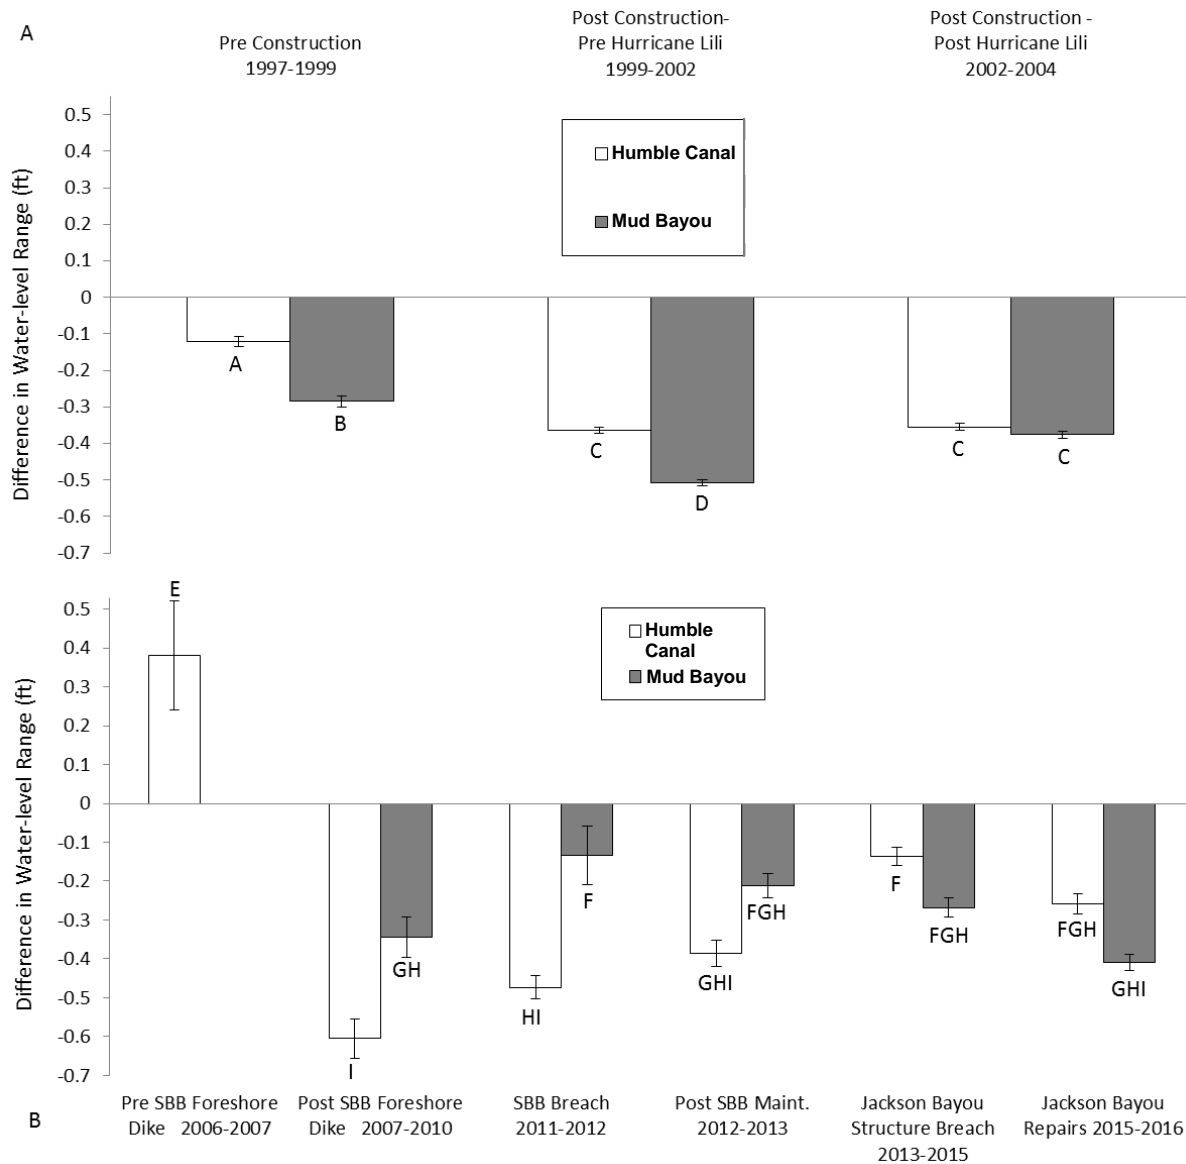 A
Pre Construction
1997-1999
Post Construction-
Pre Hurricane Lili
1999-2002
Post Construction -
Post Hurricane Lili
2002-2004
Difference in Water-level Range (ft)
0.5
0.4
0.3
0.2
0.1
0
-0.1
-0.2
-0.3
-0.4
-0.5
-0.6
-0.7
Humble Canal
Mud Bayou
A
B
C
D
C
C
Difference in Water-level Range (ft)
0.5
0.4
0.3
0.2
0.1
0
-0.1
-0.2
-0.3
-0.4
-0.5
-0.6
-0.7
Humble
Canal
Mud Bayou
E
I
GH
HI
F
GHI
FGH
F
FGH
FGH
GHI
B
Pre SBB Foreshore
Dike 2006-2007
Post SBB Foreshore
Dike 2007-2010
SBB Breach
2011-2012
Post SBB Maint.
2012-2013
Jackson Bayou
Structure Breach
2013-2015
Jackson Bayou
Repairs 2015-2016